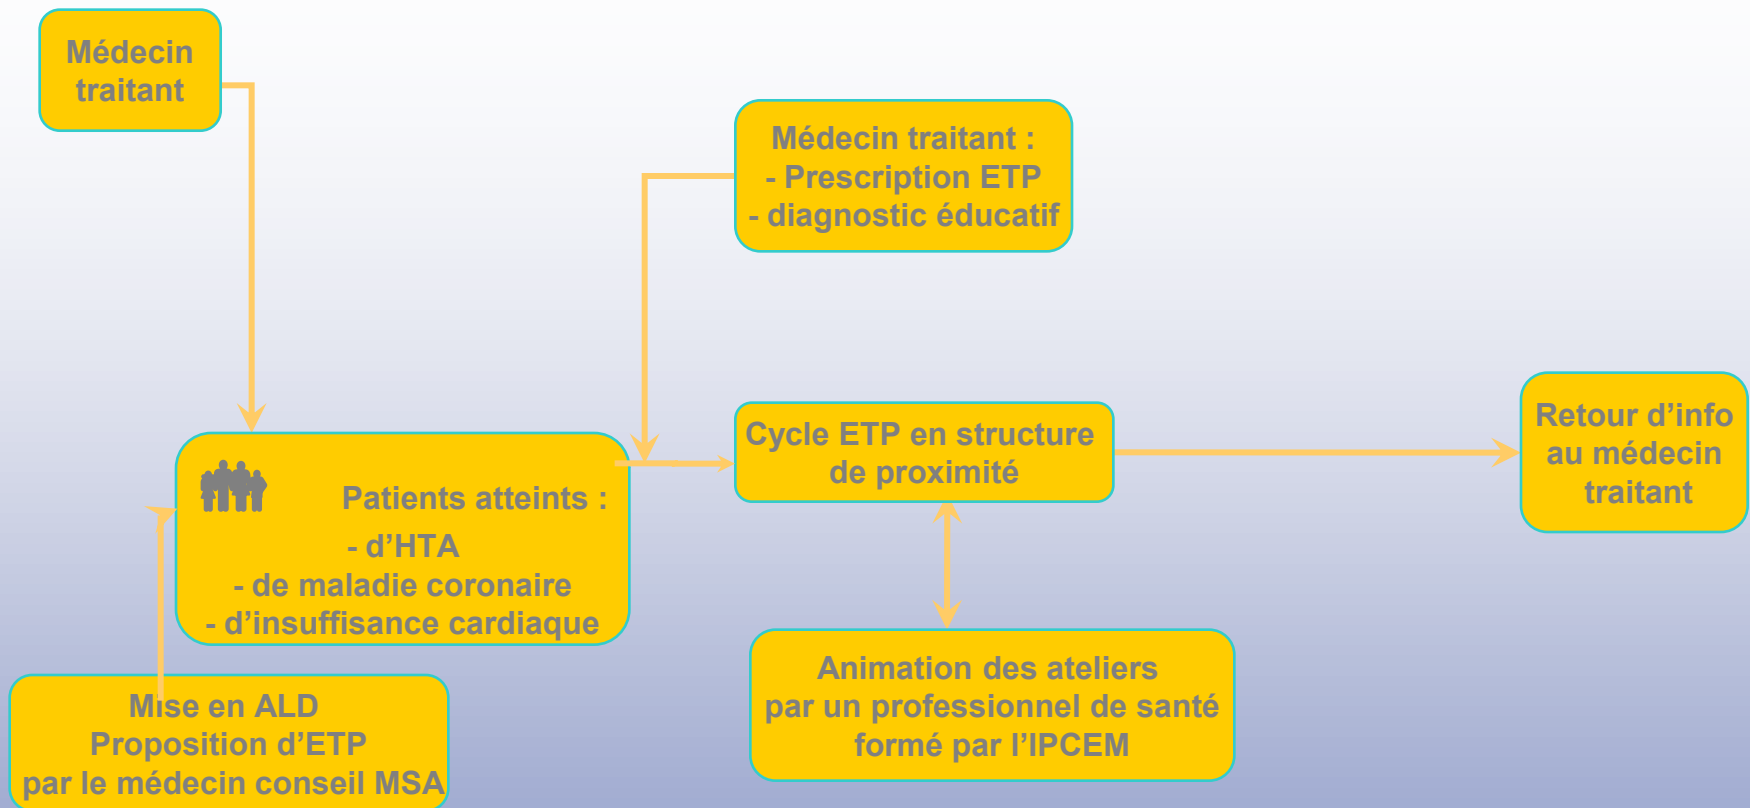 Médecin
traitant
Médecin traitant :
- Prescription ETP
- diagnostic éducatif
Patients atteints :
- d’HTA
- de maladie coronaire
- d’insuffisance cardiaque
Cycle ETP en structure
de proximité
Retour d’info
au médecin
traitant
Mise en ALD
Proposition d’ETP
par le médecin conseil MSA
Animation des ateliers
par un professionnel de santé
formé par l’IPCEM